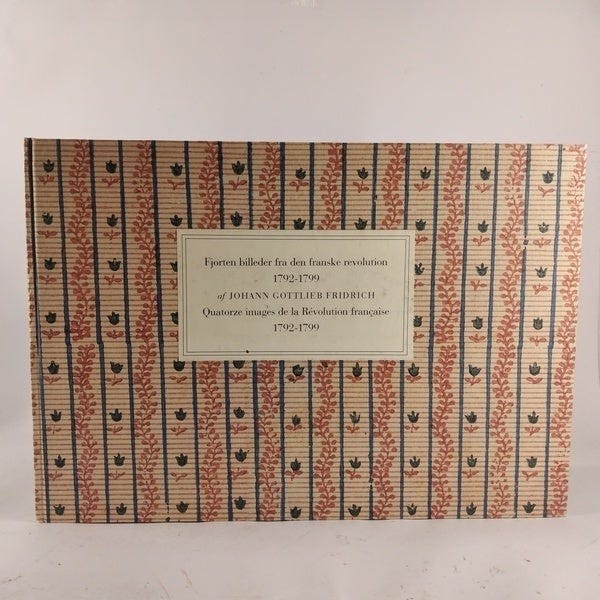 Fjorten billeder fra den franske revolution
1792-1799
af JOHANN GOTTLIEB FRIDRICH
Quatorze images de la Révolution française
1792-1799